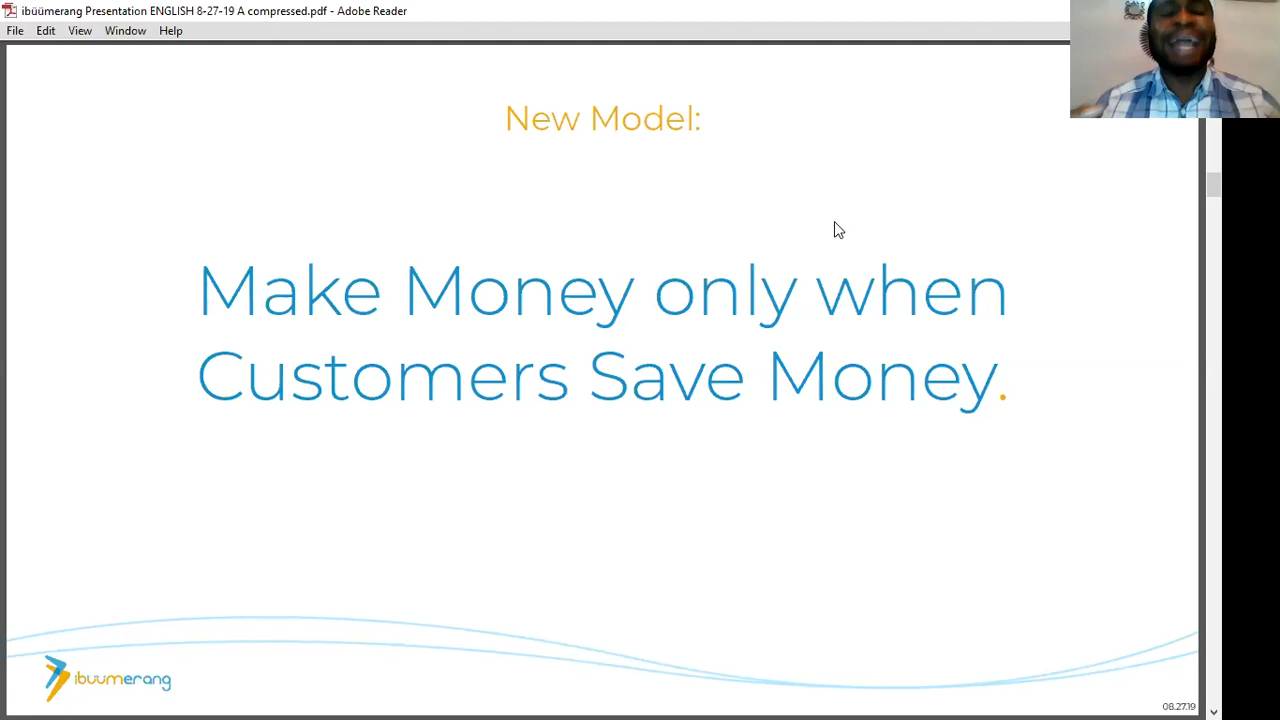 ibüümerang Presentation ENGLISH 8-27-19 A compressed.pdf - Adobe Reader
File Edit View Window Help
New Model:
Make Money only when
Customers Save Money.
ibuumerang
08.27.19